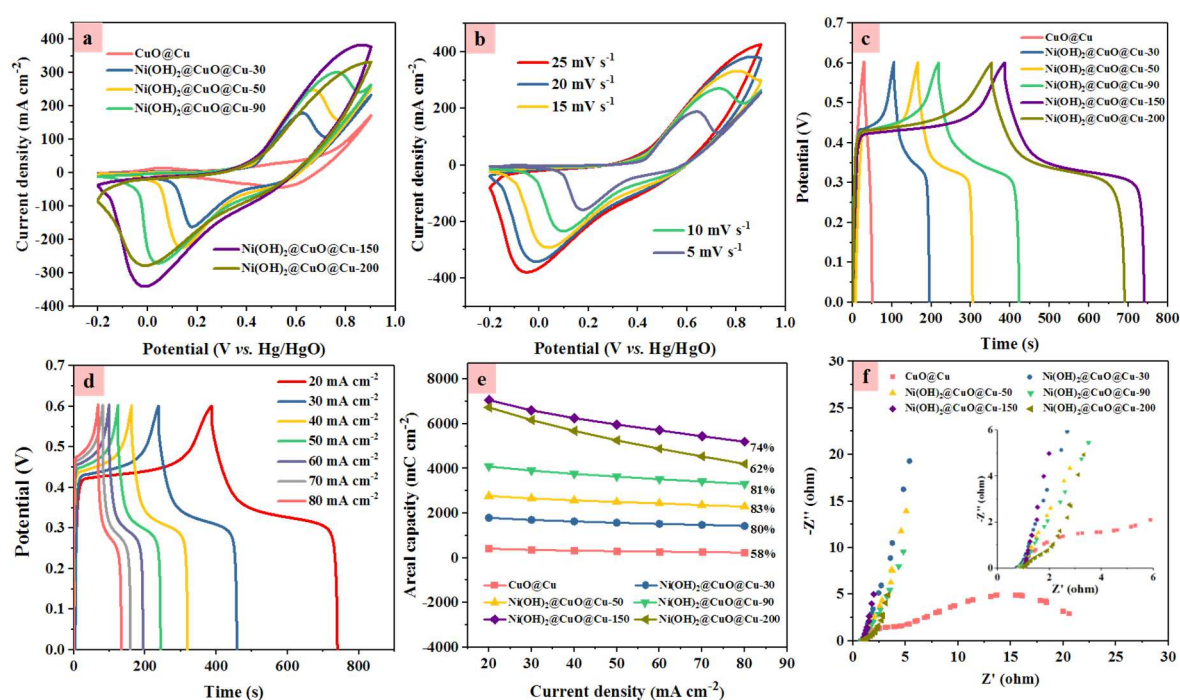 a
400
300
200
100
0
-100
-200
-300
-400
Current density (mA cm⁻²)
CuO@Cu
Ni(OH)₂@CuO@Cu-30
Ni(OH)₂@CuO@Cu-50
Ni(OH)₂@CuO@Cu-90
Ni(OH)₂@CuO@Cu-150
Ni(OH)₂@CuO@Cu-200
-0.2 0.0 0.2 0.4 0.6 0.8 1.0
Potential (V vs. Hg/HgO)
b
400
200
0
-200
-400
Current density (mA cm⁻²)
25 mV s⁻¹
20 mV s⁻¹
15 mV s⁻¹
10 mV s⁻¹
5 mV s⁻¹
-0.2 0.0 0.2 0.4 0.6 0.8 1.0
Potential (V vs. Hg/HgO)
c
0.6
0.5
0.4
0.3
0.2
0.1
0.0
Potential (V)
CuO@Cu
Ni(OH)₂@CuO@Cu-30
Ni(OH)₂@CuO@Cu-50
Ni(OH)₂@CuO@Cu-90
Ni(OH)₂@CuO@Cu-150
Ni(OH)₂@CuO@Cu-200
0 100 200 300 400 500 600 700 800
Time (s)
d
0.7
0.6
0.5
0.4
0.3
0.2
0.1
0.0
Potential (V)
20 mA cm⁻²
30 mA cm⁻²
40 mA cm⁻²
50 mA cm⁻²
60 mA cm⁻²
70 mA cm⁻²
80 mA cm⁻²
0 200 400 600 800
Time (s)
e
8000
6000
4000
2000
0
-2000
-4000
Areal capacity (mC cm⁻²)
74%
62%
81%
83%
80%
58%
CuO@Cu
Ni(OH)₂@CuO@Cu-30
Ni(OH)₂@CuO@Cu-50
Ni(OH)₂@CuO@Cu-90
Ni(OH)₂@CuO@Cu-150
Ni(OH)₂@CuO@Cu-200
20 30 40 50 60 70 80 90
Current density (mA cm⁻²)
f
-30
-25
-20
-15
-10
-5
0
-Z'' (ohm)
CuO@Cu
Ni(OH)₂@CuO@Cu-30
Ni(OH)₂@CuO@Cu-50
Ni(OH)₂@CuO@Cu-90
Ni(OH)₂@CuO@Cu-150
Ni(OH)₂@CuO@Cu-200
-6
-4
-2
0
-Z'' (ohm)
0 2 4 6
Z' (ohm)
0 5 10 15 20 25 30
Z' (ohm)